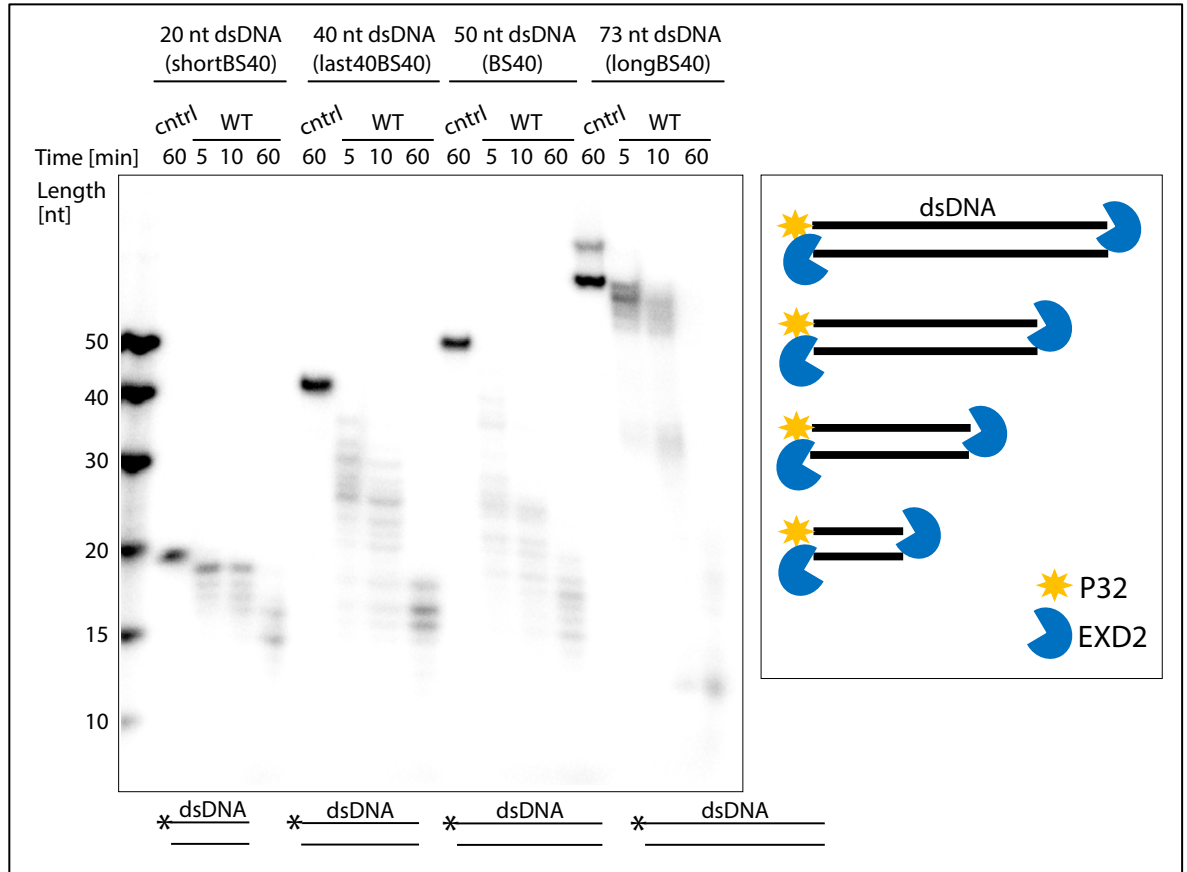 20 nt dsDNA 40 nt dsDNA 50 nt dsDNA 73 nt dsDNA
(shortBS40) (last40BS40) (BS40) (longBS40)
cntrl WT cntrl WT cntrl WT cntrl WT
Time [min] 60 5 10 60 60 5 10 60 60 5 10 60 60 5 10 60
Length
[nt]
50
40
30
20
15
10
dsDNA
P32
EXD2
* dsDNA * dsDNA * dsDNA * dsDNA